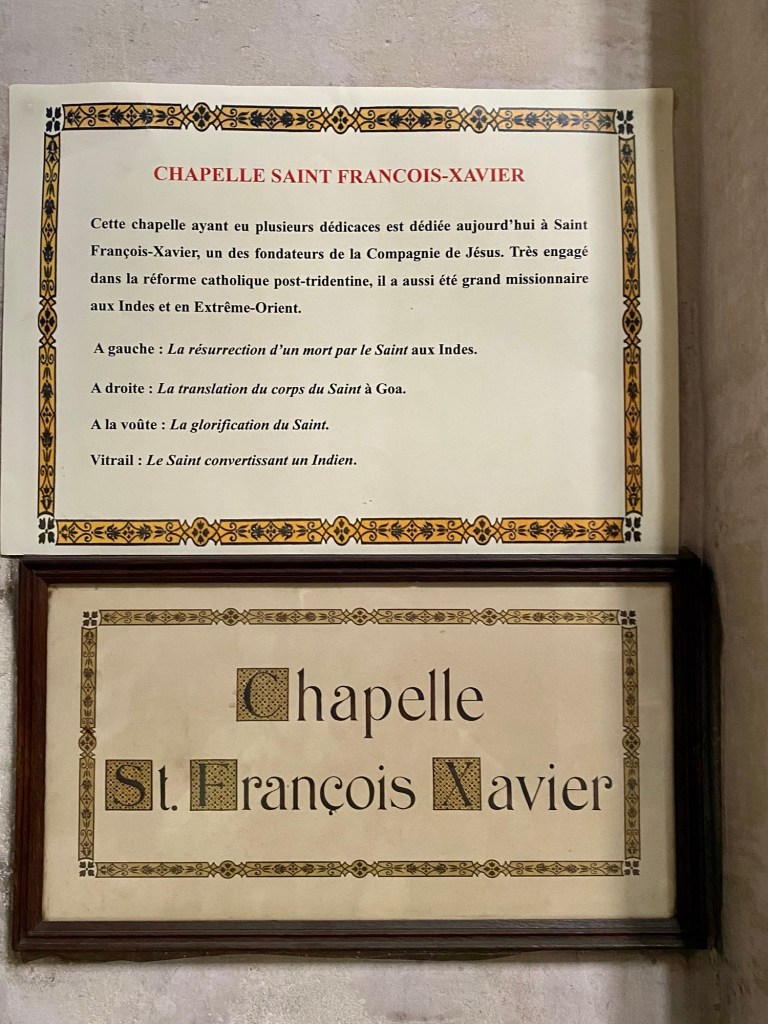 CHAPELLE SAINT FRANCOIS-XAVIER
Cette chapelle ayant eu plusieurs dédicaces est dédiée aujourd'hui à Saint
François-Xavier, un des fondateurs de la Compagnie de Jésus. Très engagé
dans la réforme catholique post-tridentine, il a aussi été grand missionnaire
aux Indes et en Extrême-Orient.
A gauche : La résurrection d'un mort par le Saint aux Indes.
A droite : La translation du corps du Saint à Goa.
A la voûte : La glorification du Saint.
Vitrail : Le Saint convertissant un Indien.
Chapelle
St. François Xavier